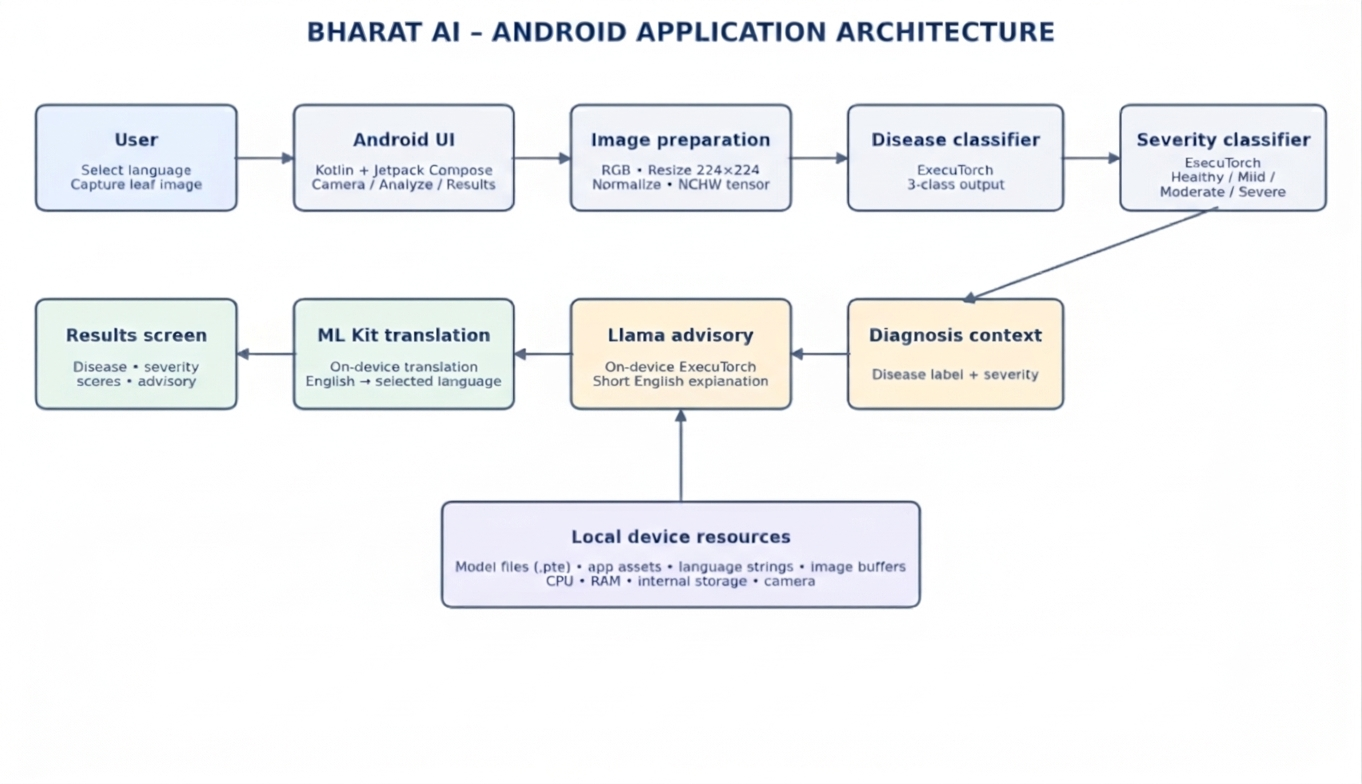 BHARAT AI – ANDROID APPLICATION ARCHITECTURE
User
Select language
Capture leaf image
Android UI
Kotlin + Jetpack Compose
Camera / Analyze / Results
Image preparation
RGB • Resize 224×224
Normalize • NCHW tensor
Disease classifier
ExecuTorch
3-class output
Severity classifier
EsecuTorch
Healthy / Miid /
Moderate / Severe
Results screen
Disease • severity
sceres • advisory
ML Kit translation
On-device translation
English → selected language
Llama advisory
On-device ExecuTorch
Short English expianation
Diagnosis context
Disease label + severity
Local device resources
Model files (.pte) • app assets • language strings • image buffers
CPU • RAM • internal storage • camera